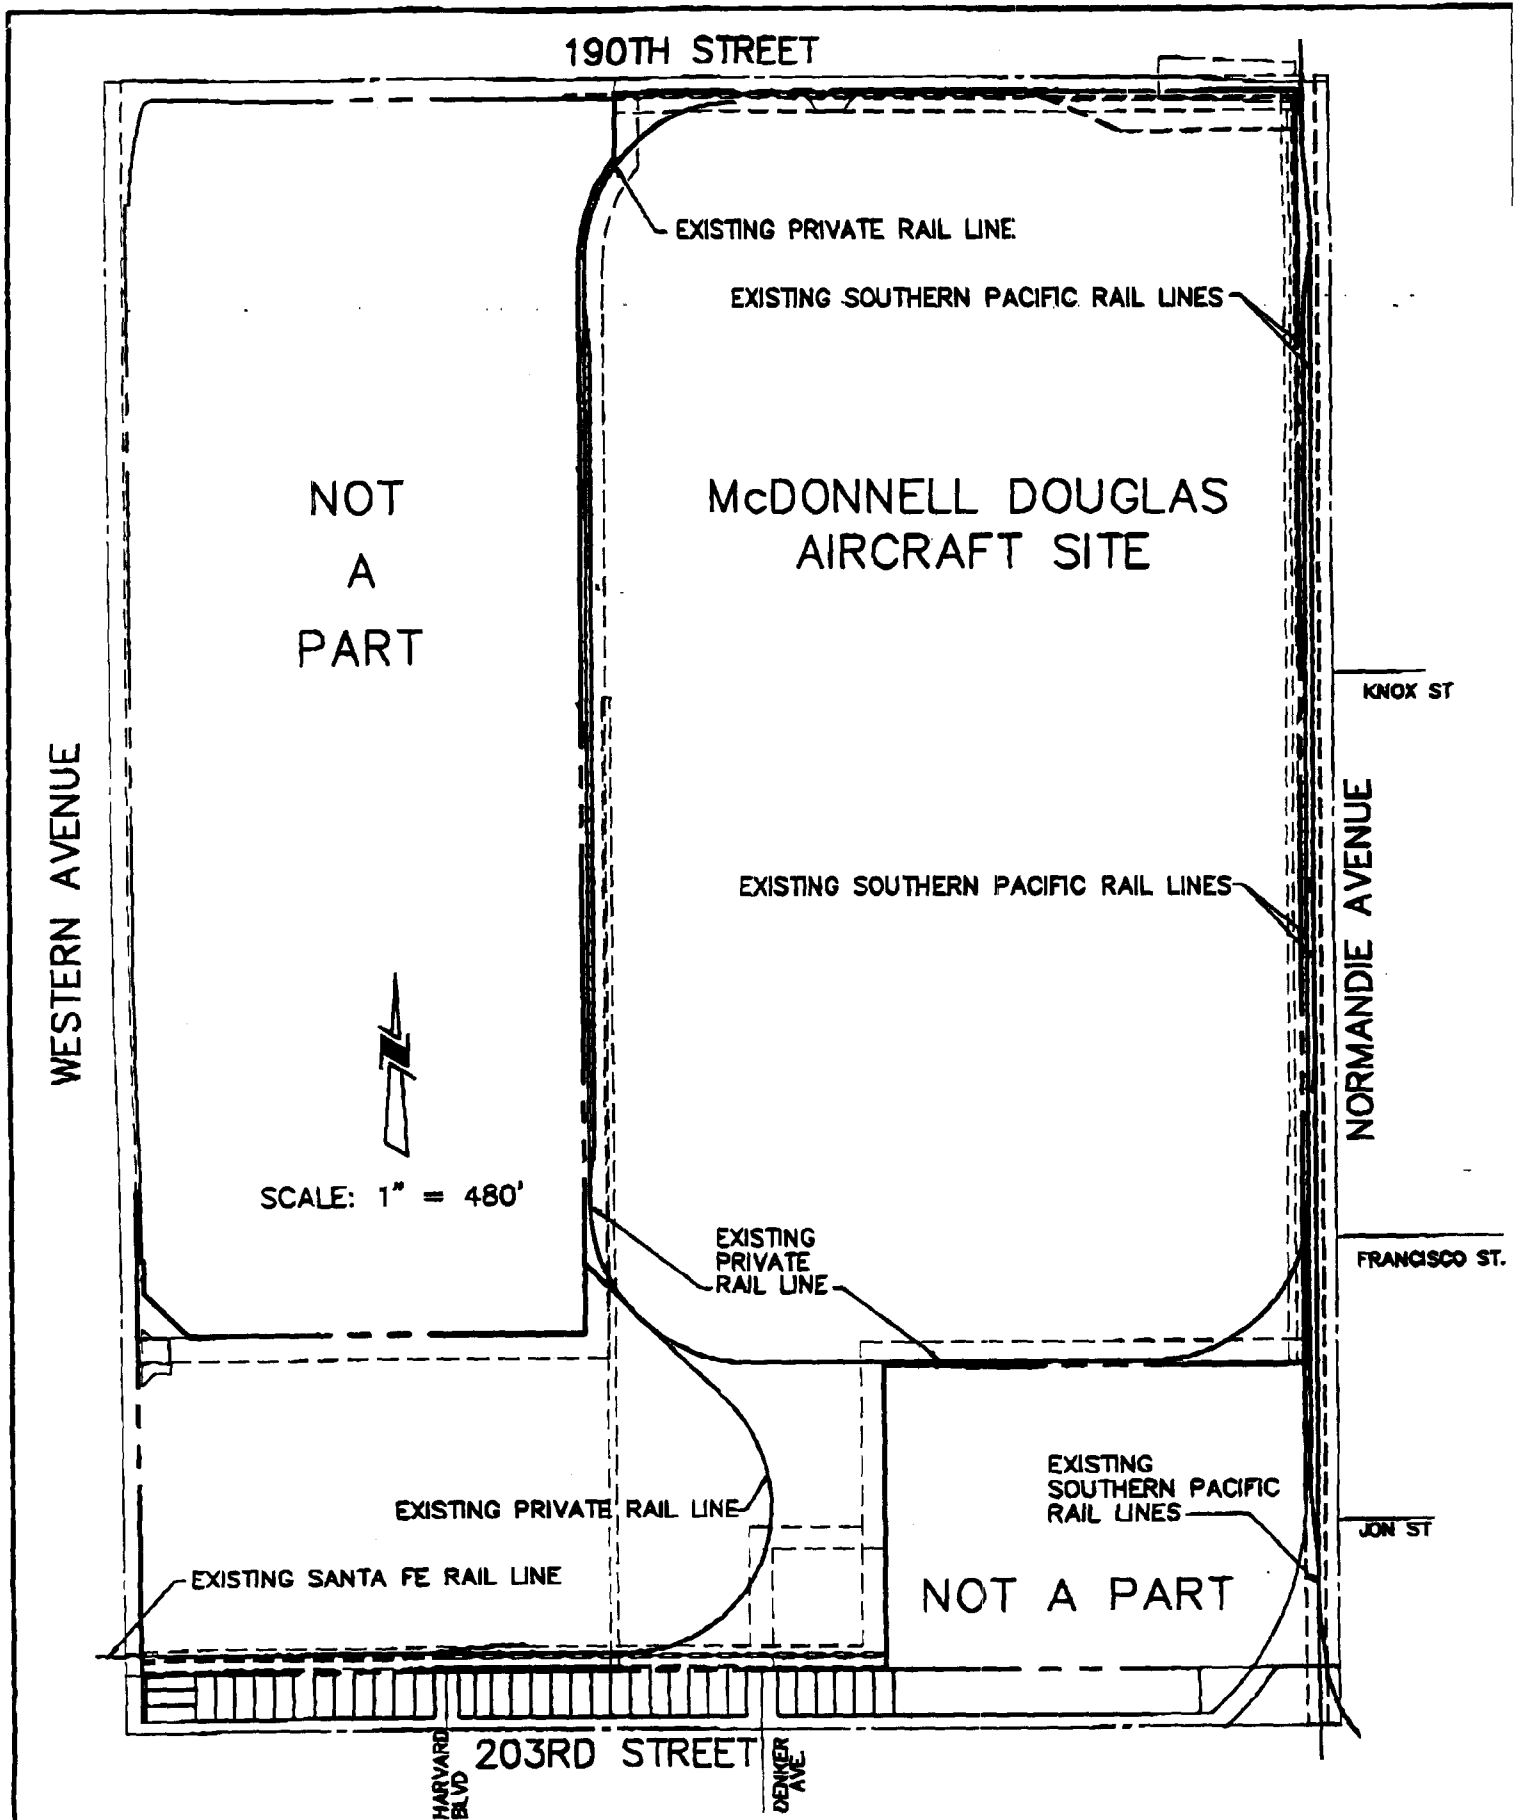 190TH STREET
EXISTING PRIVATE RAIL LINE
EXISTING SOUTHERN PACIFIC RAIL LINES
NOT
A
PART
McDONNELL DOUGLAS
AIRCRAFT SITE
KNOX ST
WESTERN AVENUE
NORMANDIE AVENUE
EXISTING SOUTHERN PACIFIC RAIL LINES
SCALE: 1" = 480'
EXISTING
PRIVATE
RAIL LINE
FRANCISCO ST.
EXISTING PRIVATE RAIL LINE
EXISTING
SOUTHERN PACIFIC
RAIL LINES
JON ST
EXISTING SANTA FE RAIL LINE
NOT A PART
HARVARD
BLVD
203RD STREET
DENKER
AVE.